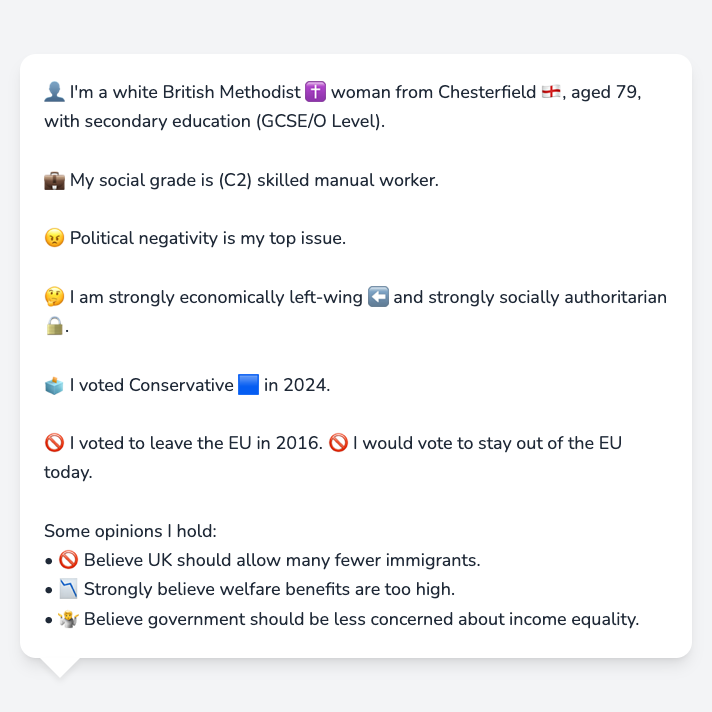 👤 I'm a white British Methodist ✝️ woman from Chesterfield 🏴󠁧󠁢󠁥󠁮󠁧󠁿, aged 79,
with secondary education (GCSE/O Level).
💼 My social grade is (C2) skilled manual worker.
😠 Political negativity is my top issue.
🤔 I am strongly economically left-wing ⬅️ and strongly socially authoritarian
🔒.
🗳️ I voted Conservative 🟦 in 2024.
🚫 I voted to leave the EU in 2016. 🚫 I would vote to stay out of the EU
today.
Some opinions I hold:
• 🚫 Believe UK should allow many fewer immigrants.
• 📉 Strongly believe welfare benefits are too high.
• 🤷 Believe government should be less concerned about income equality.